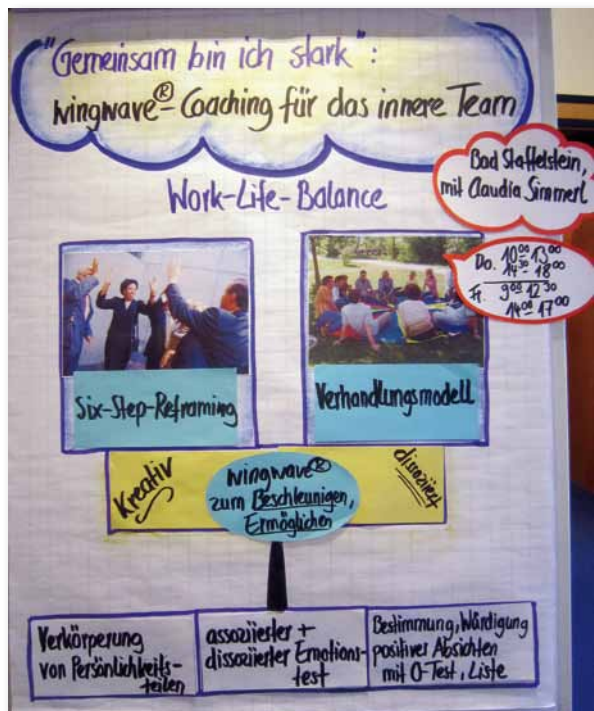 "Gemeinsam bin ich stark":
wingwave®-Coaching für das innere Team
Bad Staffelstein,
mit Claudia Simmerl
Work-Life-Balance
Do. 10⁰⁰ - 13⁰⁰
14³⁰ - 18⁰⁰
Fr. 9⁰⁰ - 12³⁰
14⁰⁰ - 17⁰⁰
Six-Step-Reframing
Verhandlungsmodell
Kreativ
wingwave®
zum Beschleunigen,
Ermöglichen
dissoziiert
Verkörperung
von Persönlichkeits-
teilen
assoziierter +
dissoziierter Emotions-
test
Bestimmung, Würdigung
positiver Absichten
mit O-Test, Liste